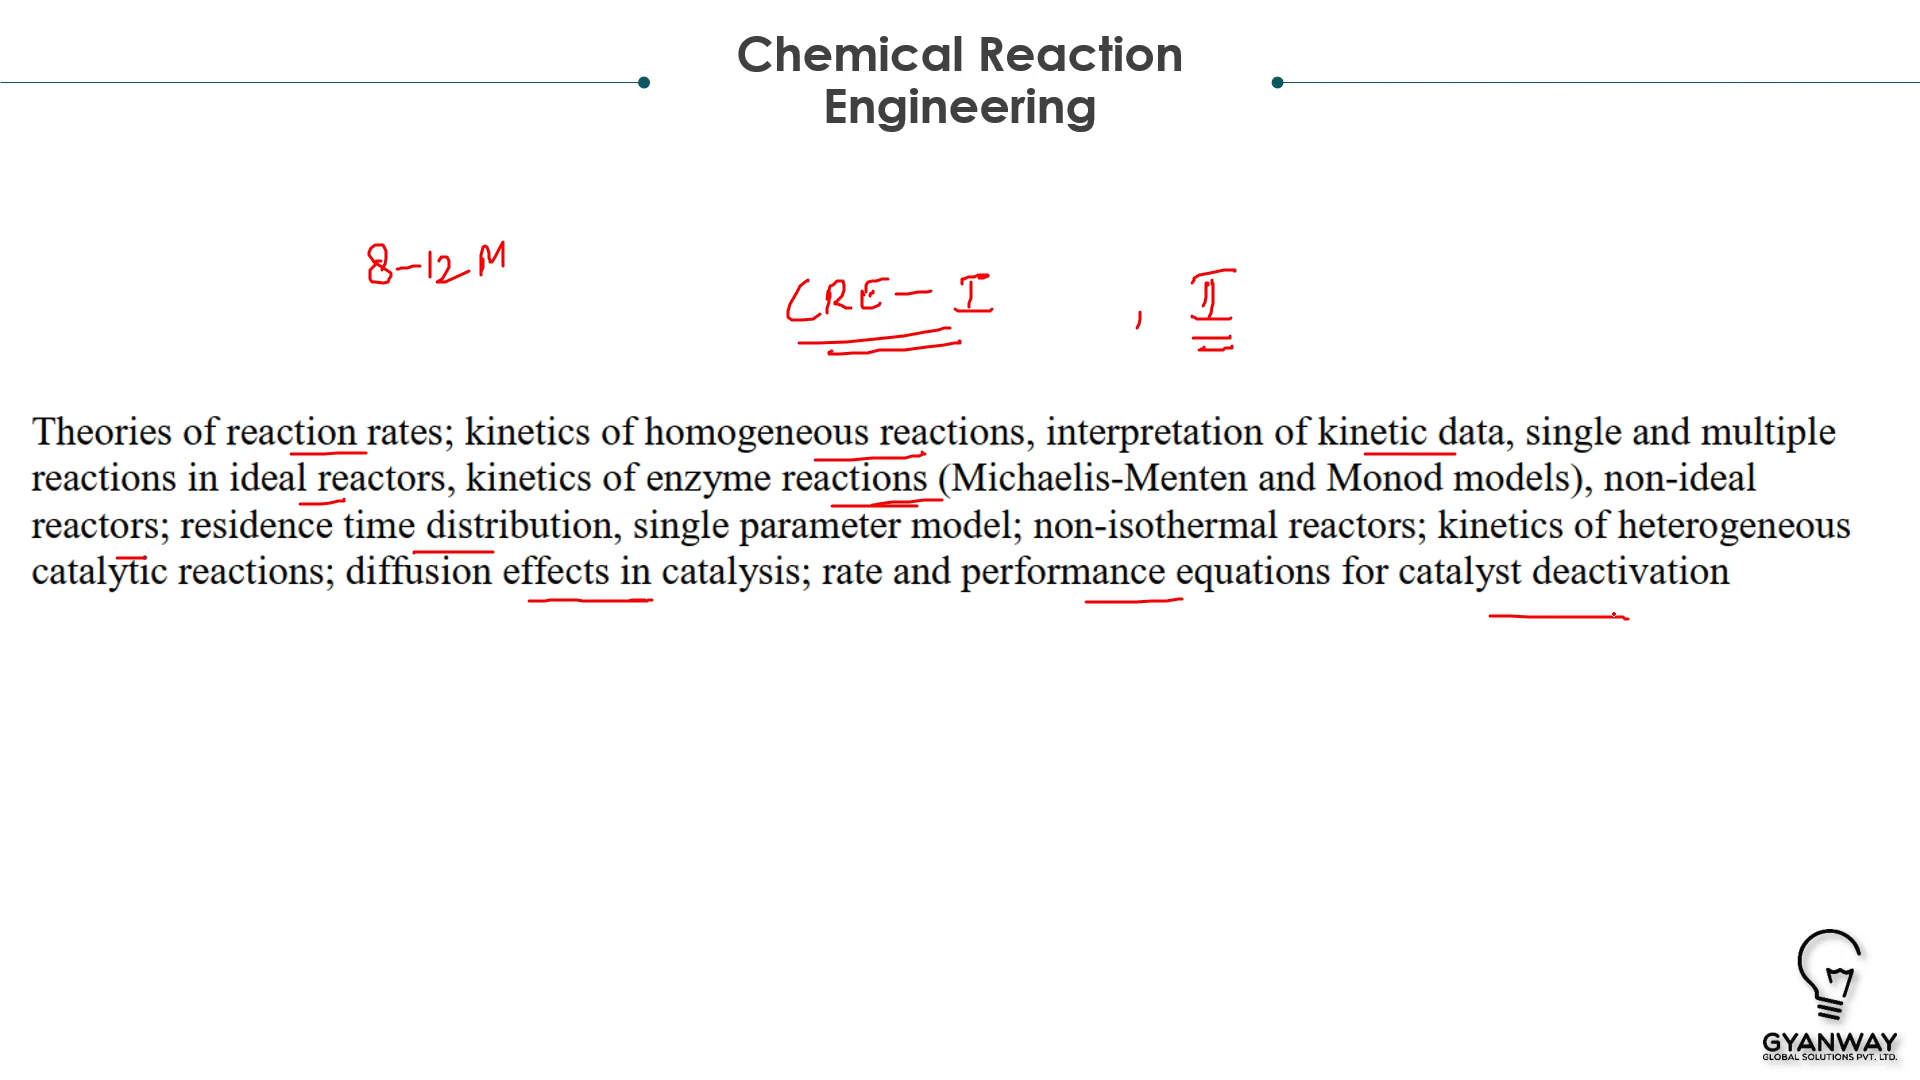 Chemical Reaction
Engineering
8-12 M
CRE - I , II
Theories of reaction rates; kinetics of homogeneous reactions, interpretation of kinetic data, single and multiple
reactions in ideal reactors, kinetics of enzyme reactions (Michaelis-Menten and Monod models), non-ideal
reactors; residence time distribution, single parameter model; non-isothermal reactors; kinetics of heterogeneous
catalytic reactions; diffusion effects in catalysis; rate and performance equations for catalyst deactivation
GYANWAY
GLOBAL SOLUTIONS PVT. LTD.